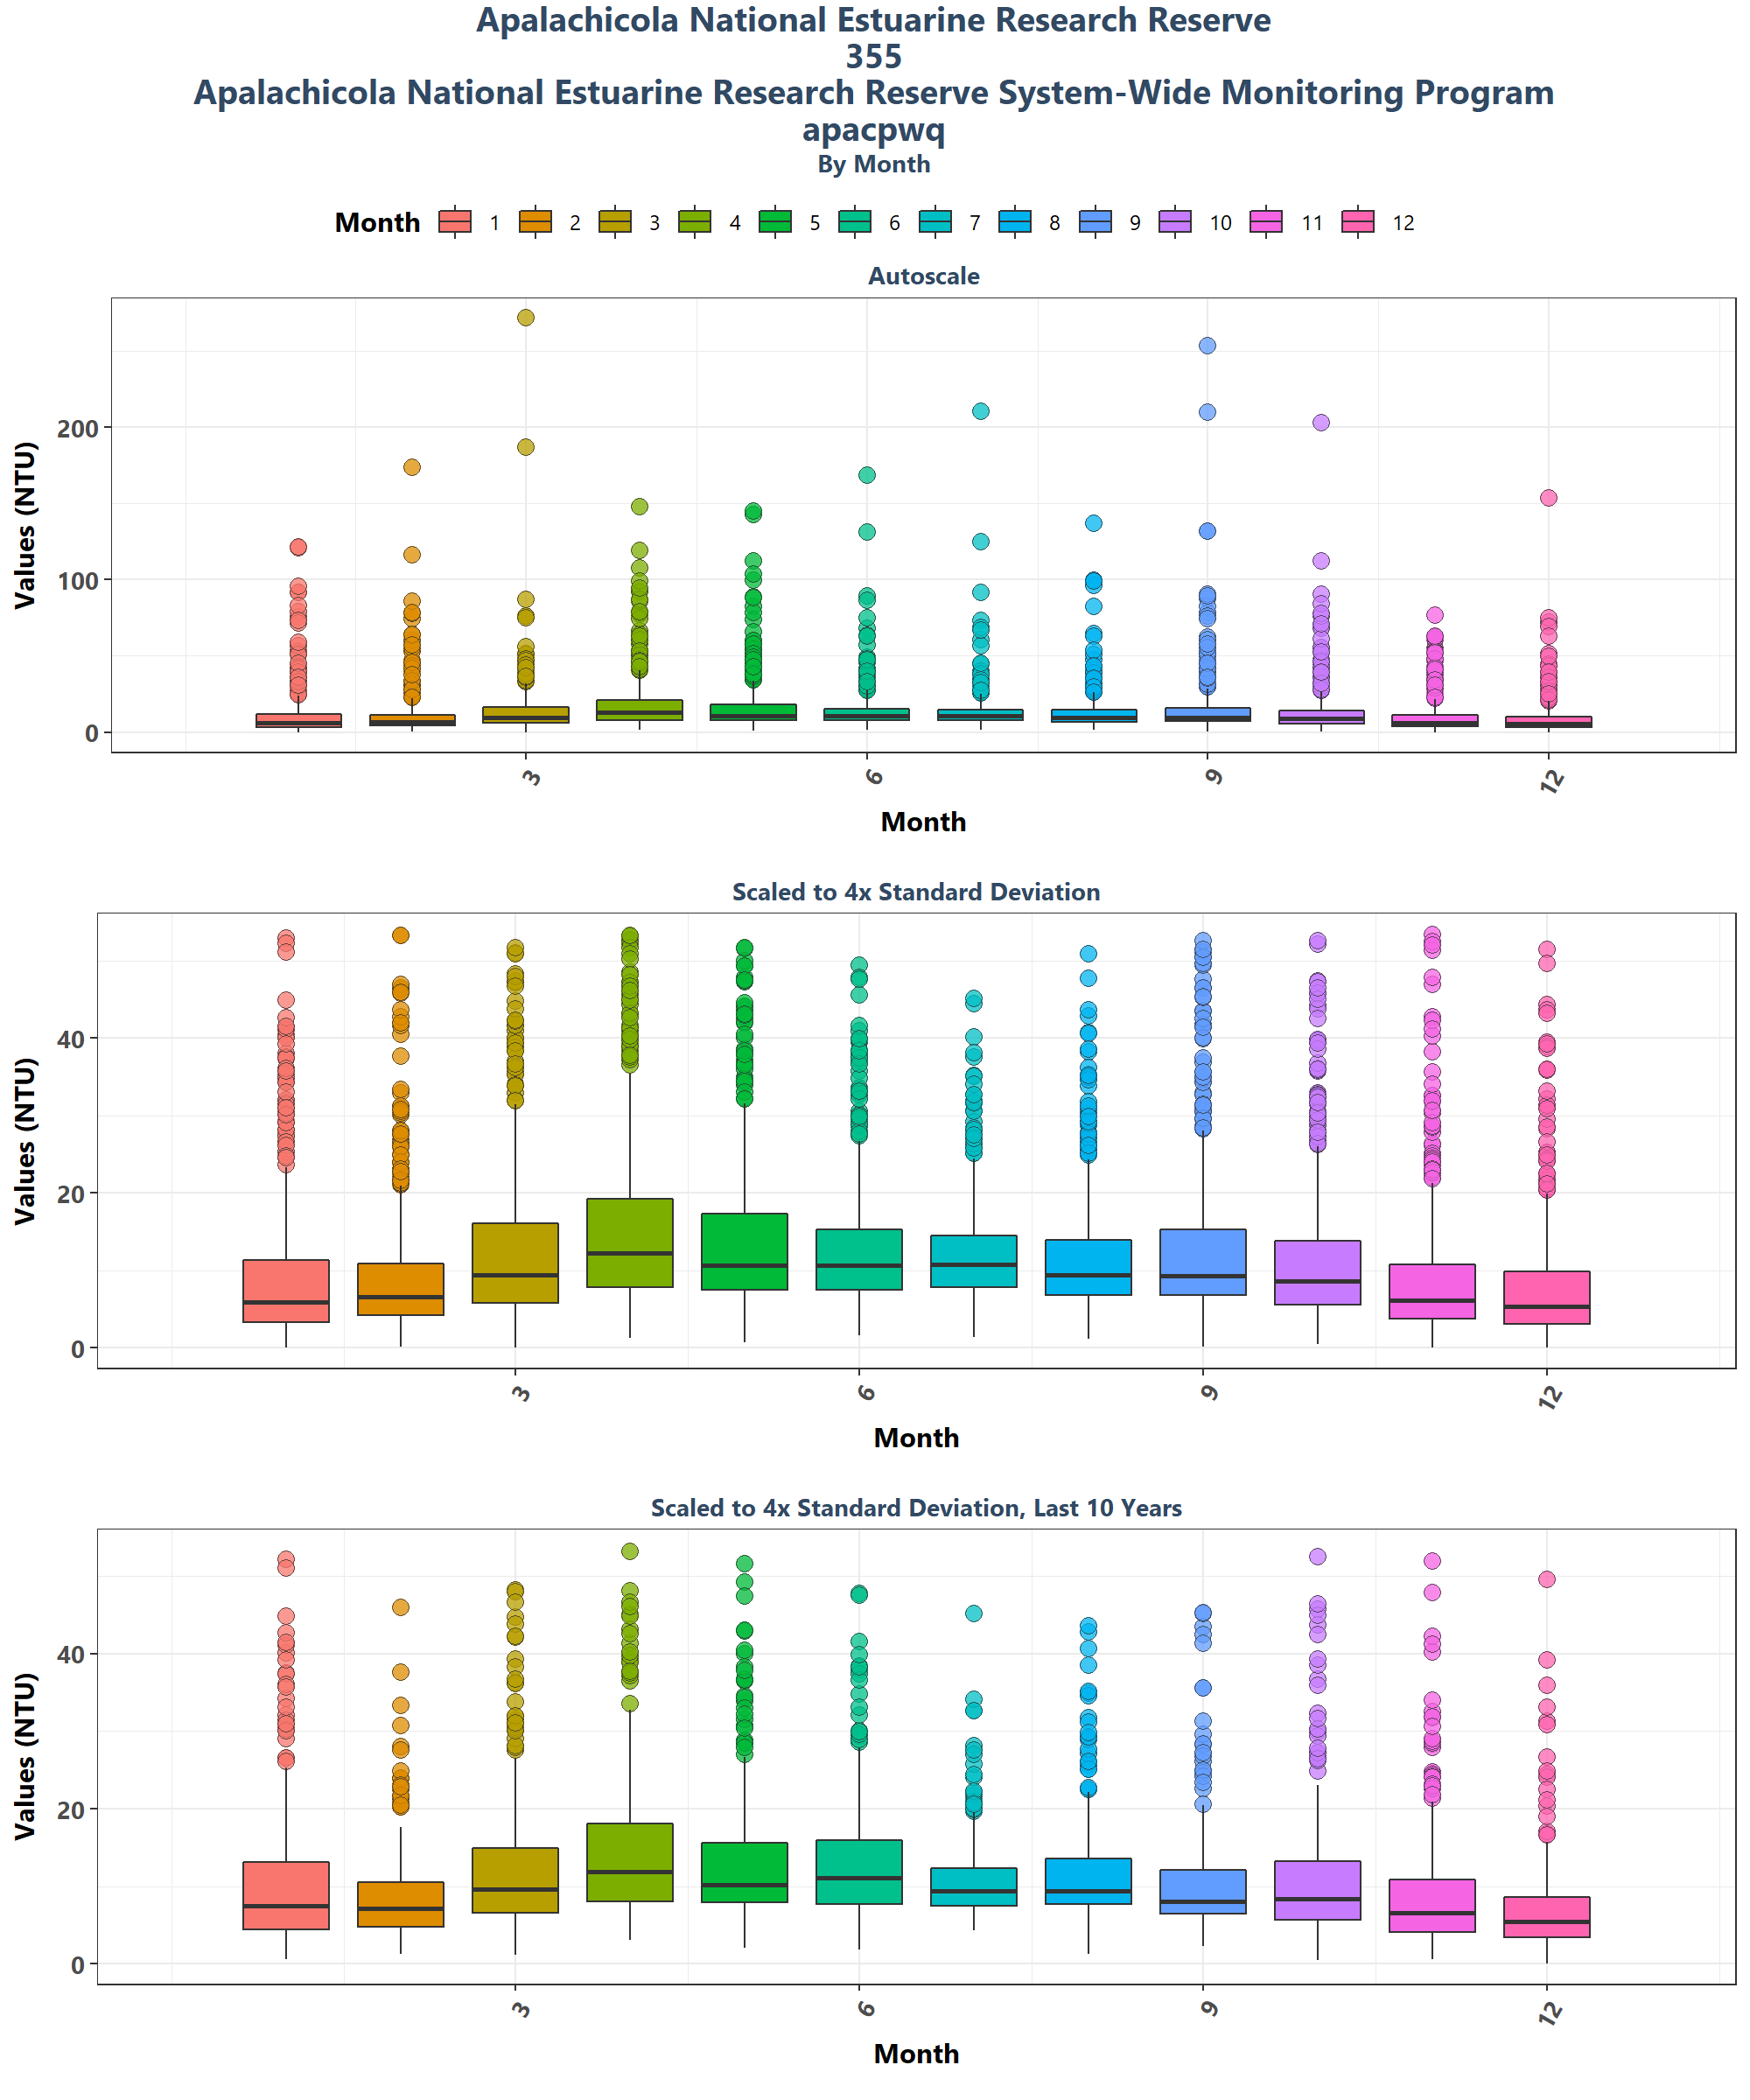 Apalachicola National Estuarine Research Reserve
355
Apalachicola National Estuarine Research Reserve System-Wide Monitoring Program
apacpwq
By Month
Month 1 2 3 4 5 6 7 8 9 10 11 12
Autoscale
Values (NTU)
200
100
0
3 6 9 12
Month
Scaled to 4x Standard Deviation
Values (NTU)
40
20
0
3 6 9 12
Month
Scaled to 4x Standard Deviation, Last 10 Years
Values (NTU)
40
20
0
3 6 9 12
Month